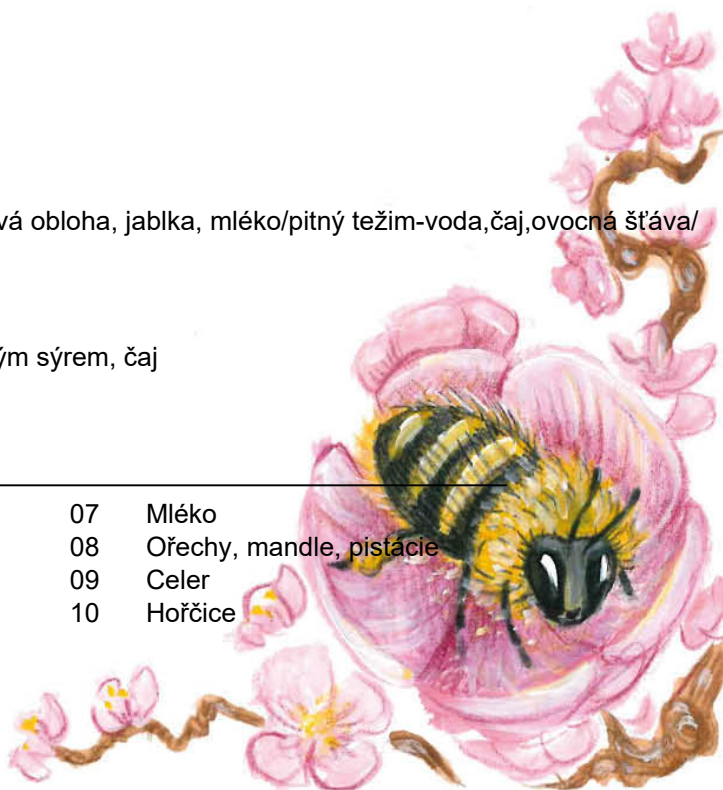 vá obloha, jablka, mléko/pitný težim-voda,čaj,ovocná šťáva/
ým sýrem, čaj
07 Mléko
08 Ořechy, mandle, pistácie
09 Celer
10 Hořčice